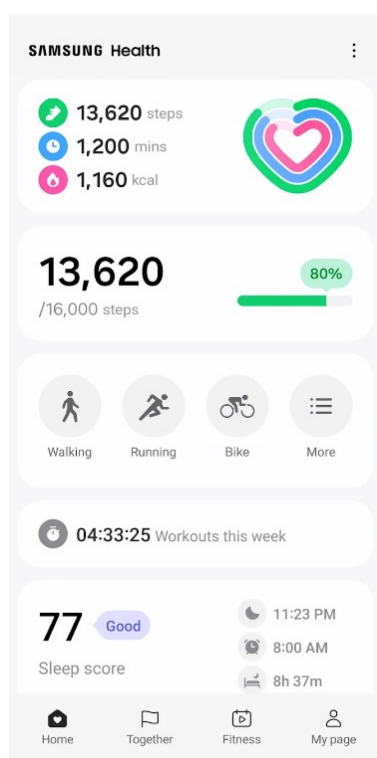 SAMSUNG Health
13,620 steps
1,200 mins
1,160 kcal
13,620
/16,000 steps
80%
Walking
Running
Bike
More
04:33:25 Workouts this week
77
Good
Sleep score
11:23 PM
8:00 AM
8h 37m
Home
Together
Fitness
My page